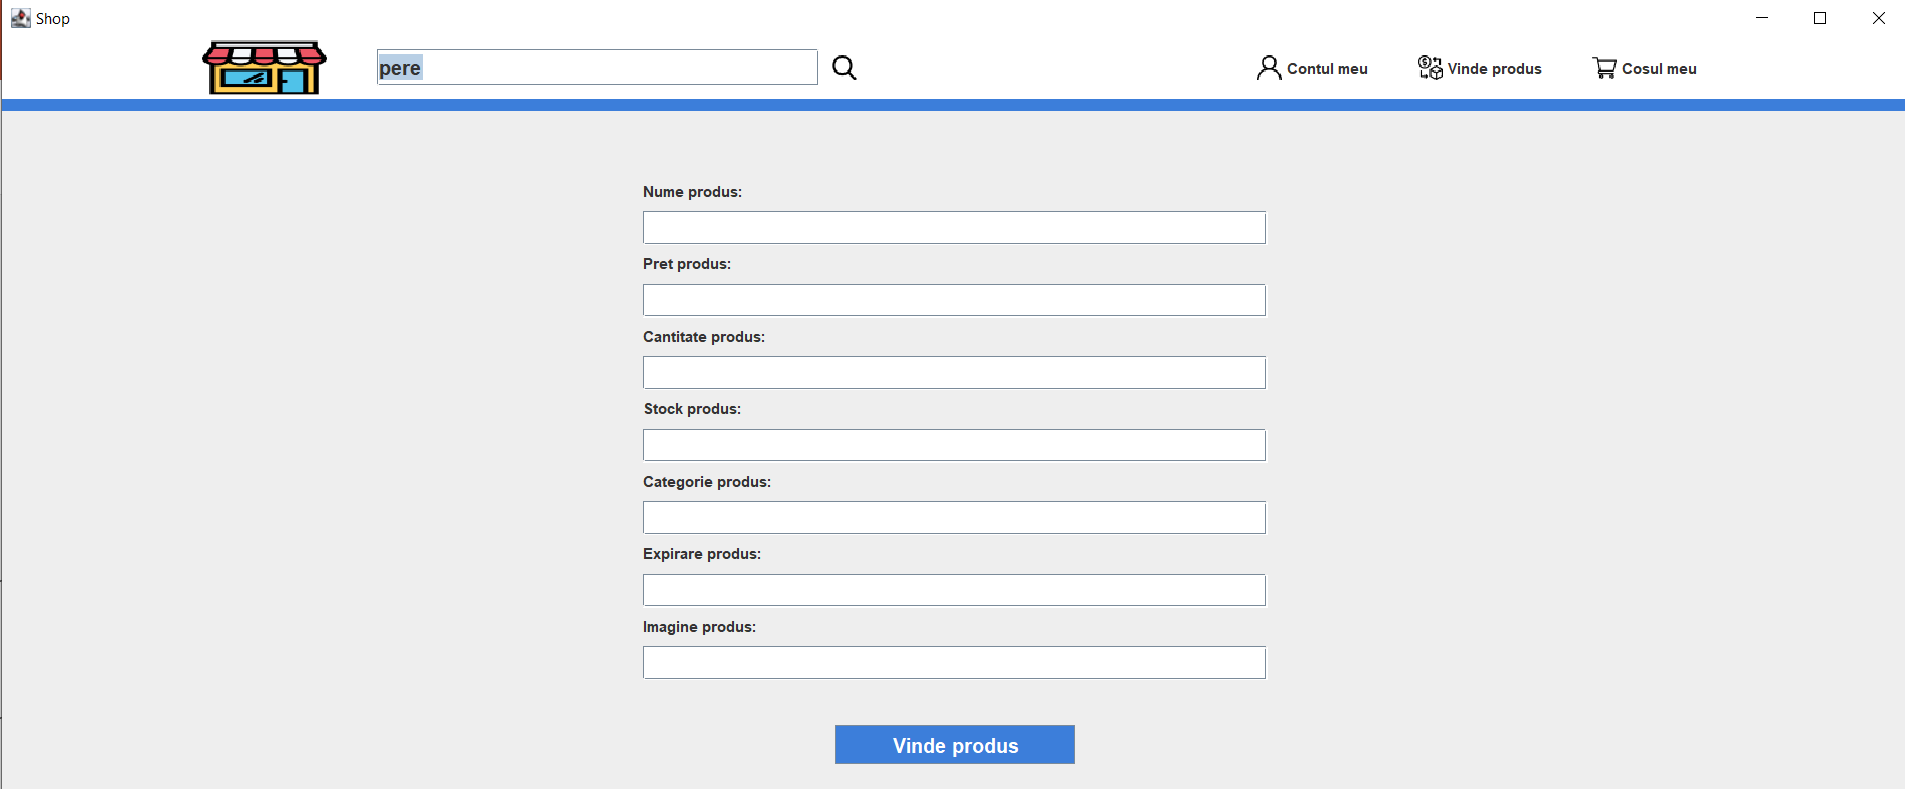 Shop
pere
Contul meu
Vinde produs
Cosul meu
Nume produs:
Pret produs:
Cantitate produs:
Stock produs:
Categorie produs:
Expirare produs:
Imagine produs:
Vinde produs